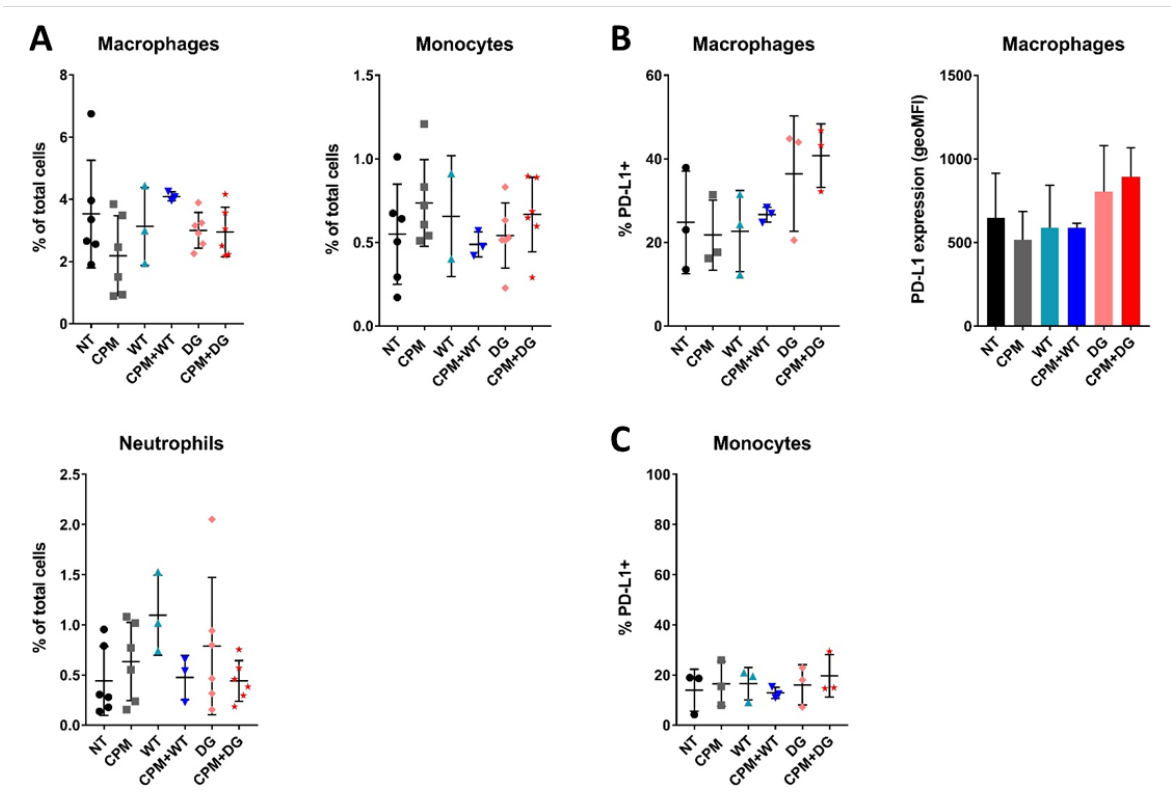 A
Macrophages
% of total cells
8
6
4
2
0
NT
CPM
WT
CPM+WT
DG
CPM+DG
Monocytes
% of total cells
1.5
1.0
0.5
0.0
NT
CPM
WT
CPM+WT
DG
CPM+DG
B
Macrophages
% PD-L1+
60
40
20
0
NT
CPM
WT
CPM+WT
DG
CPM+DG
Macrophages
PD-L1 expression (geoMFI)
1500
1000
500
0
NT
CPM
WT
CPM+WT
DG
CPM+DG
Neutrophils
% of total cells
2.5
2.0
1.5
1.0
0.5
0.0
NT
CPM
WT
CPM+WT
DG
CPM+DG
C
Monocytes
% PD-L1+
100
80
60
40
20
0
NT
CPM
WT
CPM+WT
DG
CPM+DG